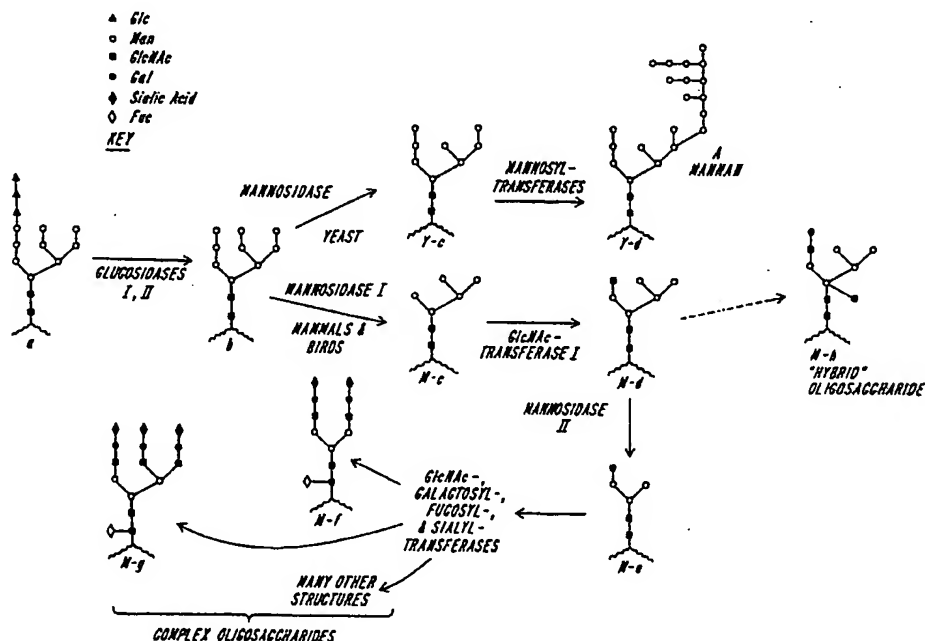 Glc
Man
GlcNAc
Gal
Sialic Acid
Fuc
KEY
a
GLUCOSIDASES
I, II
b
MANNOSIDASE
YEAST
Y-c
MANNOSYL-
TRANSFERASES
Y-d
A
MANNAN
MANNOSIDASE I
MAMMALS &
BIRDS
M-c
GlcNAc-
TRANSFERASE I
M-d
M-h
"HYBRID"
OLIGOSACCHARIDE
MANNOSIDASE
II
M-e
GlcNAc-,
GALACTOSYL-,
FUCOSYL-,
& SIALYL-
TRANSFERASES
M-f
M-g
MANY OTHER
STRUCTURES
COMPLEX OLIGOSACCHARIDES